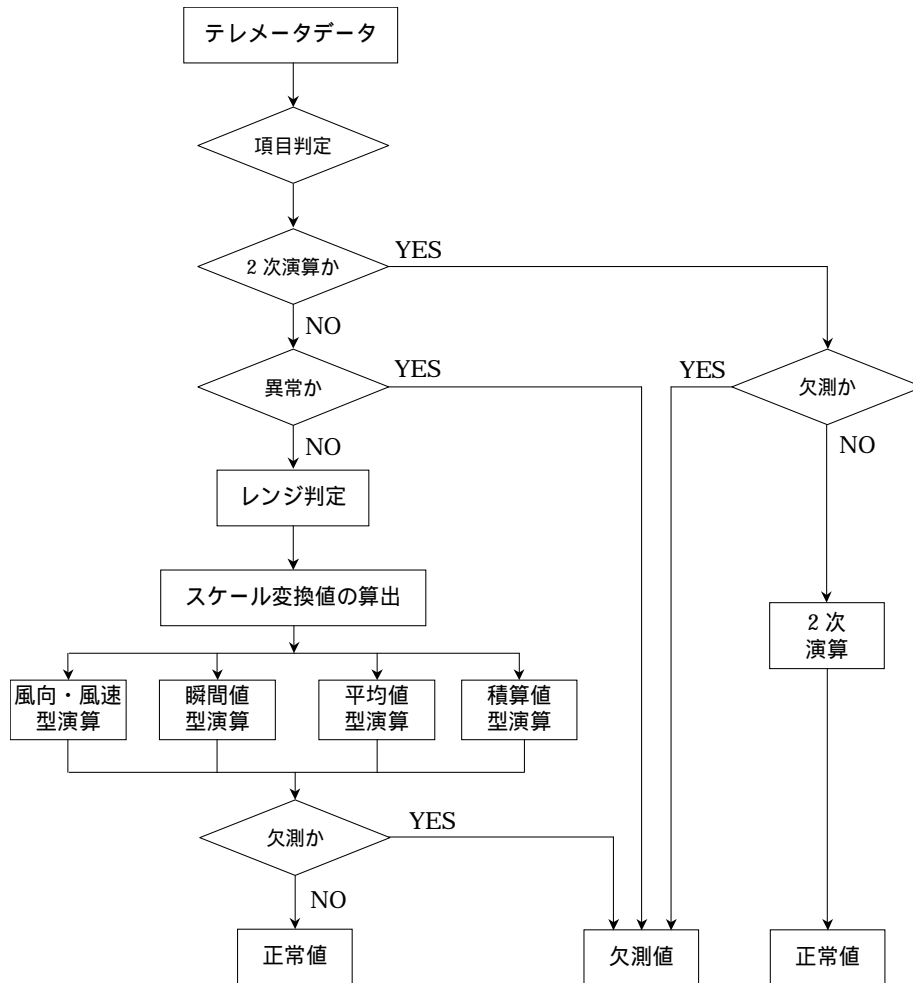 テレメータデータ
項目判定
2 次演算か
YES
NO
異常か
YES
YES
欠測か
NO
NO
レンジ判定
スケール変換値の算出
2 次
演算
風向・風速
型演算
瞬間値
型演算
平均値
型演算
積算値
型演算
欠測か
YES
NO
正常値
欠測値
正常値